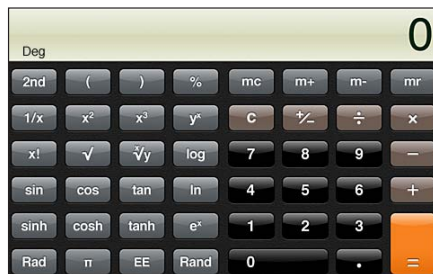 0
Deg
2nd ( ) % mc m+ m- mr
1/x x² x³ yˣ C +/− ÷ ×
x! √ ˣ√y log 7 8 9 −
sin cos tan ln 4 5 6 +
sinh cosh tanh eˣ 1 2 3
Rad π EE Rand 0 . =